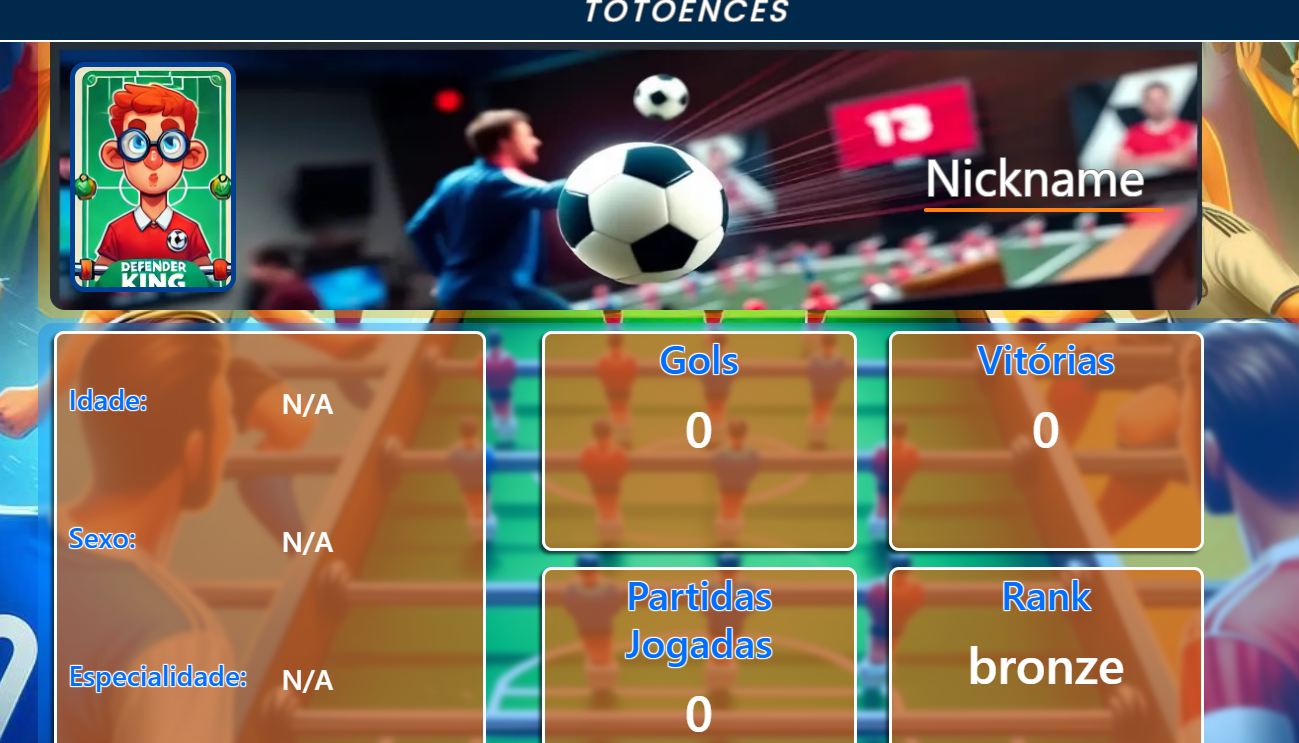 TOTOENCES
DEFENDER
KING
13
Nickname
Idade:
N/A
Sexo:
N/A
Especialidade:
N/A
Gols
0
Vitórias
0
Partidas
Jogadas
0
Rank
bronze